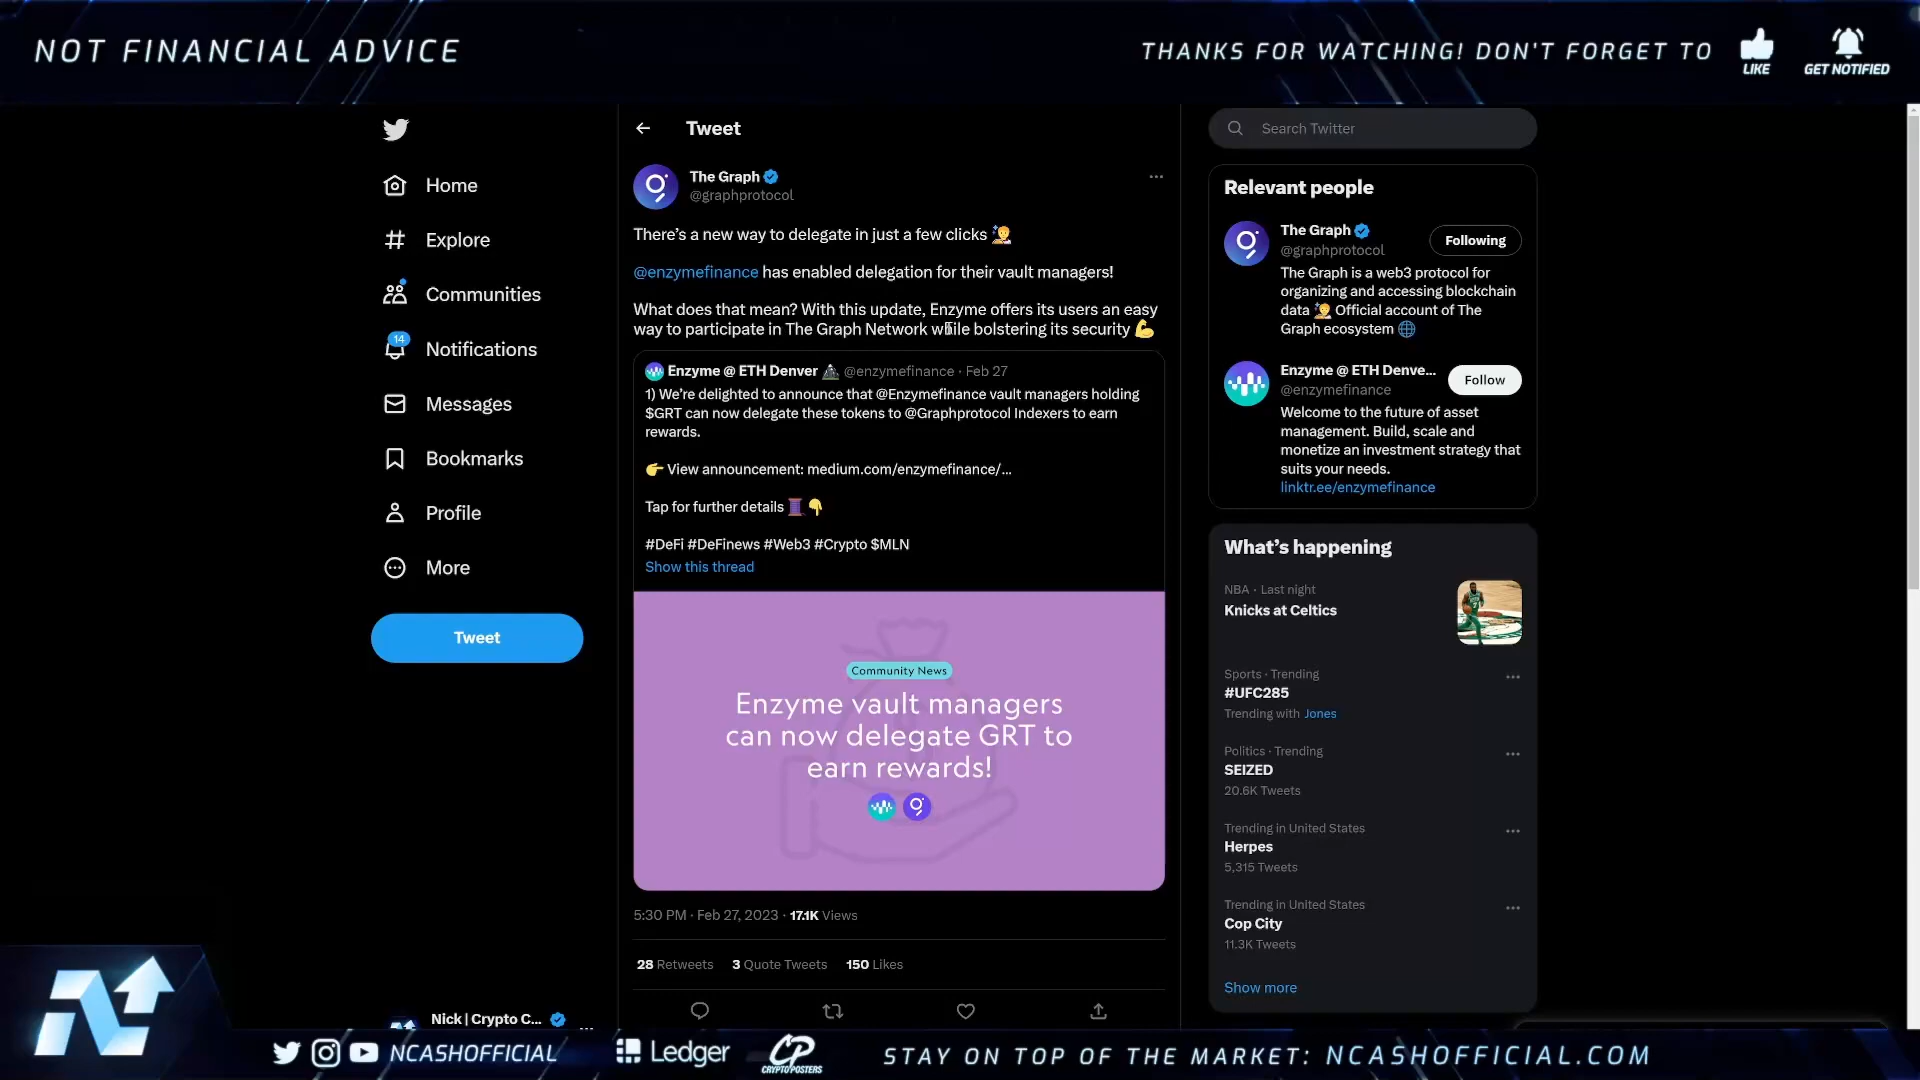 NOT FINANCIAL ADVICE
THANKS FOR WATCHING! DON'T FORGET TO
LIKE
GET NOTIFIED
Home
Explore
Communities
14
Notifications
Messages
Bookmarks
Profile
More
Tweet
Nick | Crypto C...
Tweet
The Graph
@graphprotocol
There's a new way to delegate in just a few clicks
@enzymefinance has enabled delegation for their vault managers!
What does that mean? With this update, Enzyme offers its users an easy
way to participate in The Graph Network while bolstering its security
Enzyme @ ETH Denver @enzymefinance · Feb 27
1) We're delighted to announce that @Enzymefinance vault managers holding
$GRT can now delegate these tokens to @Graphprotocol Indexers to earn
rewards.
View announcement: medium.com/enzymefinance/...
Tap for further details
#DeFi #DeFinews #Web3 #Crypto $MLN
Show this thread
Community News
Enzyme vault managers
can now delegate GRT to
earn rewards!
5:30 PM · Feb 27, 2023 · 17.1K Views
28 Retweets 3 Quote Tweets 150 Likes
Search Twitter
Relevant people
The Graph
@graphprotocol
Following
The Graph is a web3 protocol for
organizing and accessing blockchain
data Official account of The
Graph ecosystem
Enzyme @ ETH Denve...
@enzymefinance
Follow
Welcome to the future of asset
management. Build, scale and
monetize an investment strategy that
suits your needs.
linktr.ee/enzymefinance
What's happening
NBA · Last night
Knicks at Celtics
Sports · Trending
#UFC285
Trending with Jones
Politics · Trending
SEIZED
20.6K Tweets
Trending in United States
Herpes
5,315 Tweets
Trending in United States
Cop City
11.3K Tweets
Show more
NCASHOFFICIAL
Ledger
CP
CRYPTO POSTERS
STAY ON TOP OF THE MARKET: NCASHOFFICIAL.COM